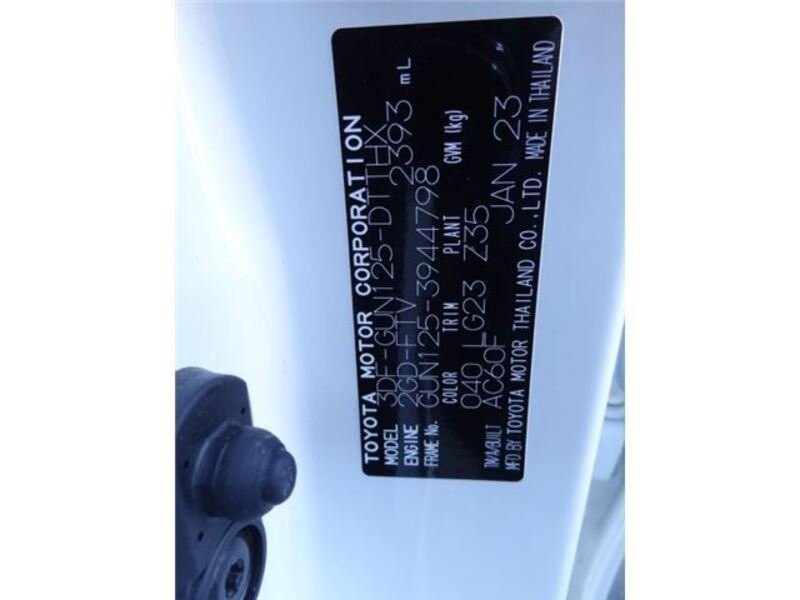 TOYOTA MOTOR CORPORATION
MODEL 3DF-GUN125-DTTHX
ENGINE 2GD-FTV 2393 mL
FRAME No. GUN125-3944798
COLOR TRIM PLANT GVM (kg)
040 LG23 Z35
TM/A/BUILT AC60F JAN 23
MFD BY TOYOTA MOTOR THAILAND CO.,LTD. MADE IN THAILAND